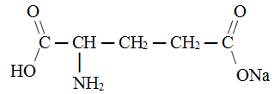 O O
C — CH — CH₂ — CH₂ — C
HO NH₂ ONa